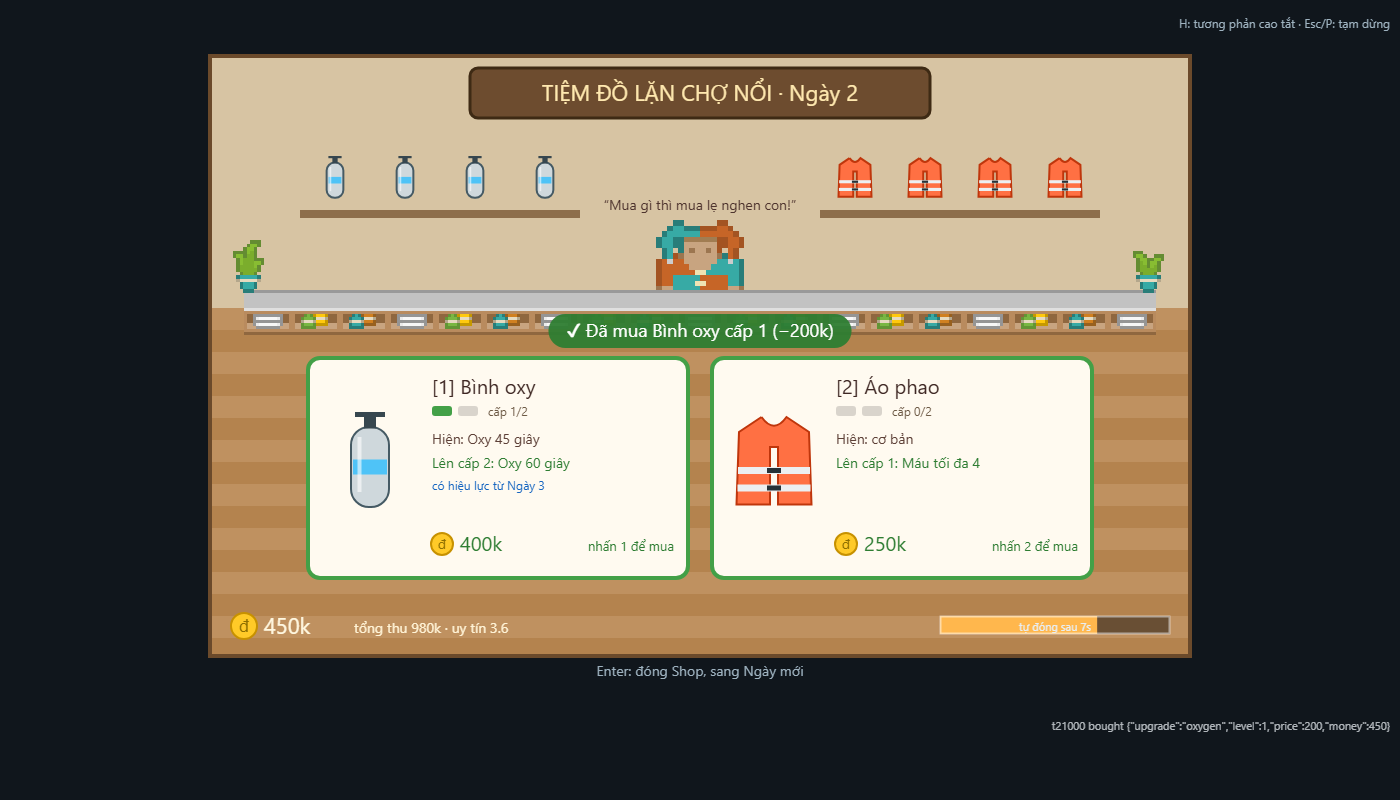 H: tương phản cao tắt · Esc/P: tạm dừng
TIỆM ĐỒ LẶN CHỢ NỔI · Ngày 2
“Mua gì thì mua lẹ nghen con!”
✓ Đã mua Bình oxy cấp 1 (−200k)
[1] Bình oxy
cấp 1/2
Hiện: Oxy 45 giây
Lên cấp 2: Oxy 60 giây
có hiệu lực từ Ngày 3
đ 400k
nhấn 1 để mua
[2] Áo phao
cấp 0/2
Hiện: cơ bản
Lên cấp 1: Máu tối đa 4
đ 250k
nhấn 2 để mua
đ 450k
tổng thu 980k · uy tín 3.6
tự đóng sau 7s
Enter: đóng Shop, sang Ngày mới
t21000 bought {"upgrade":"oxygen","level":1,"price":200,"money":450}